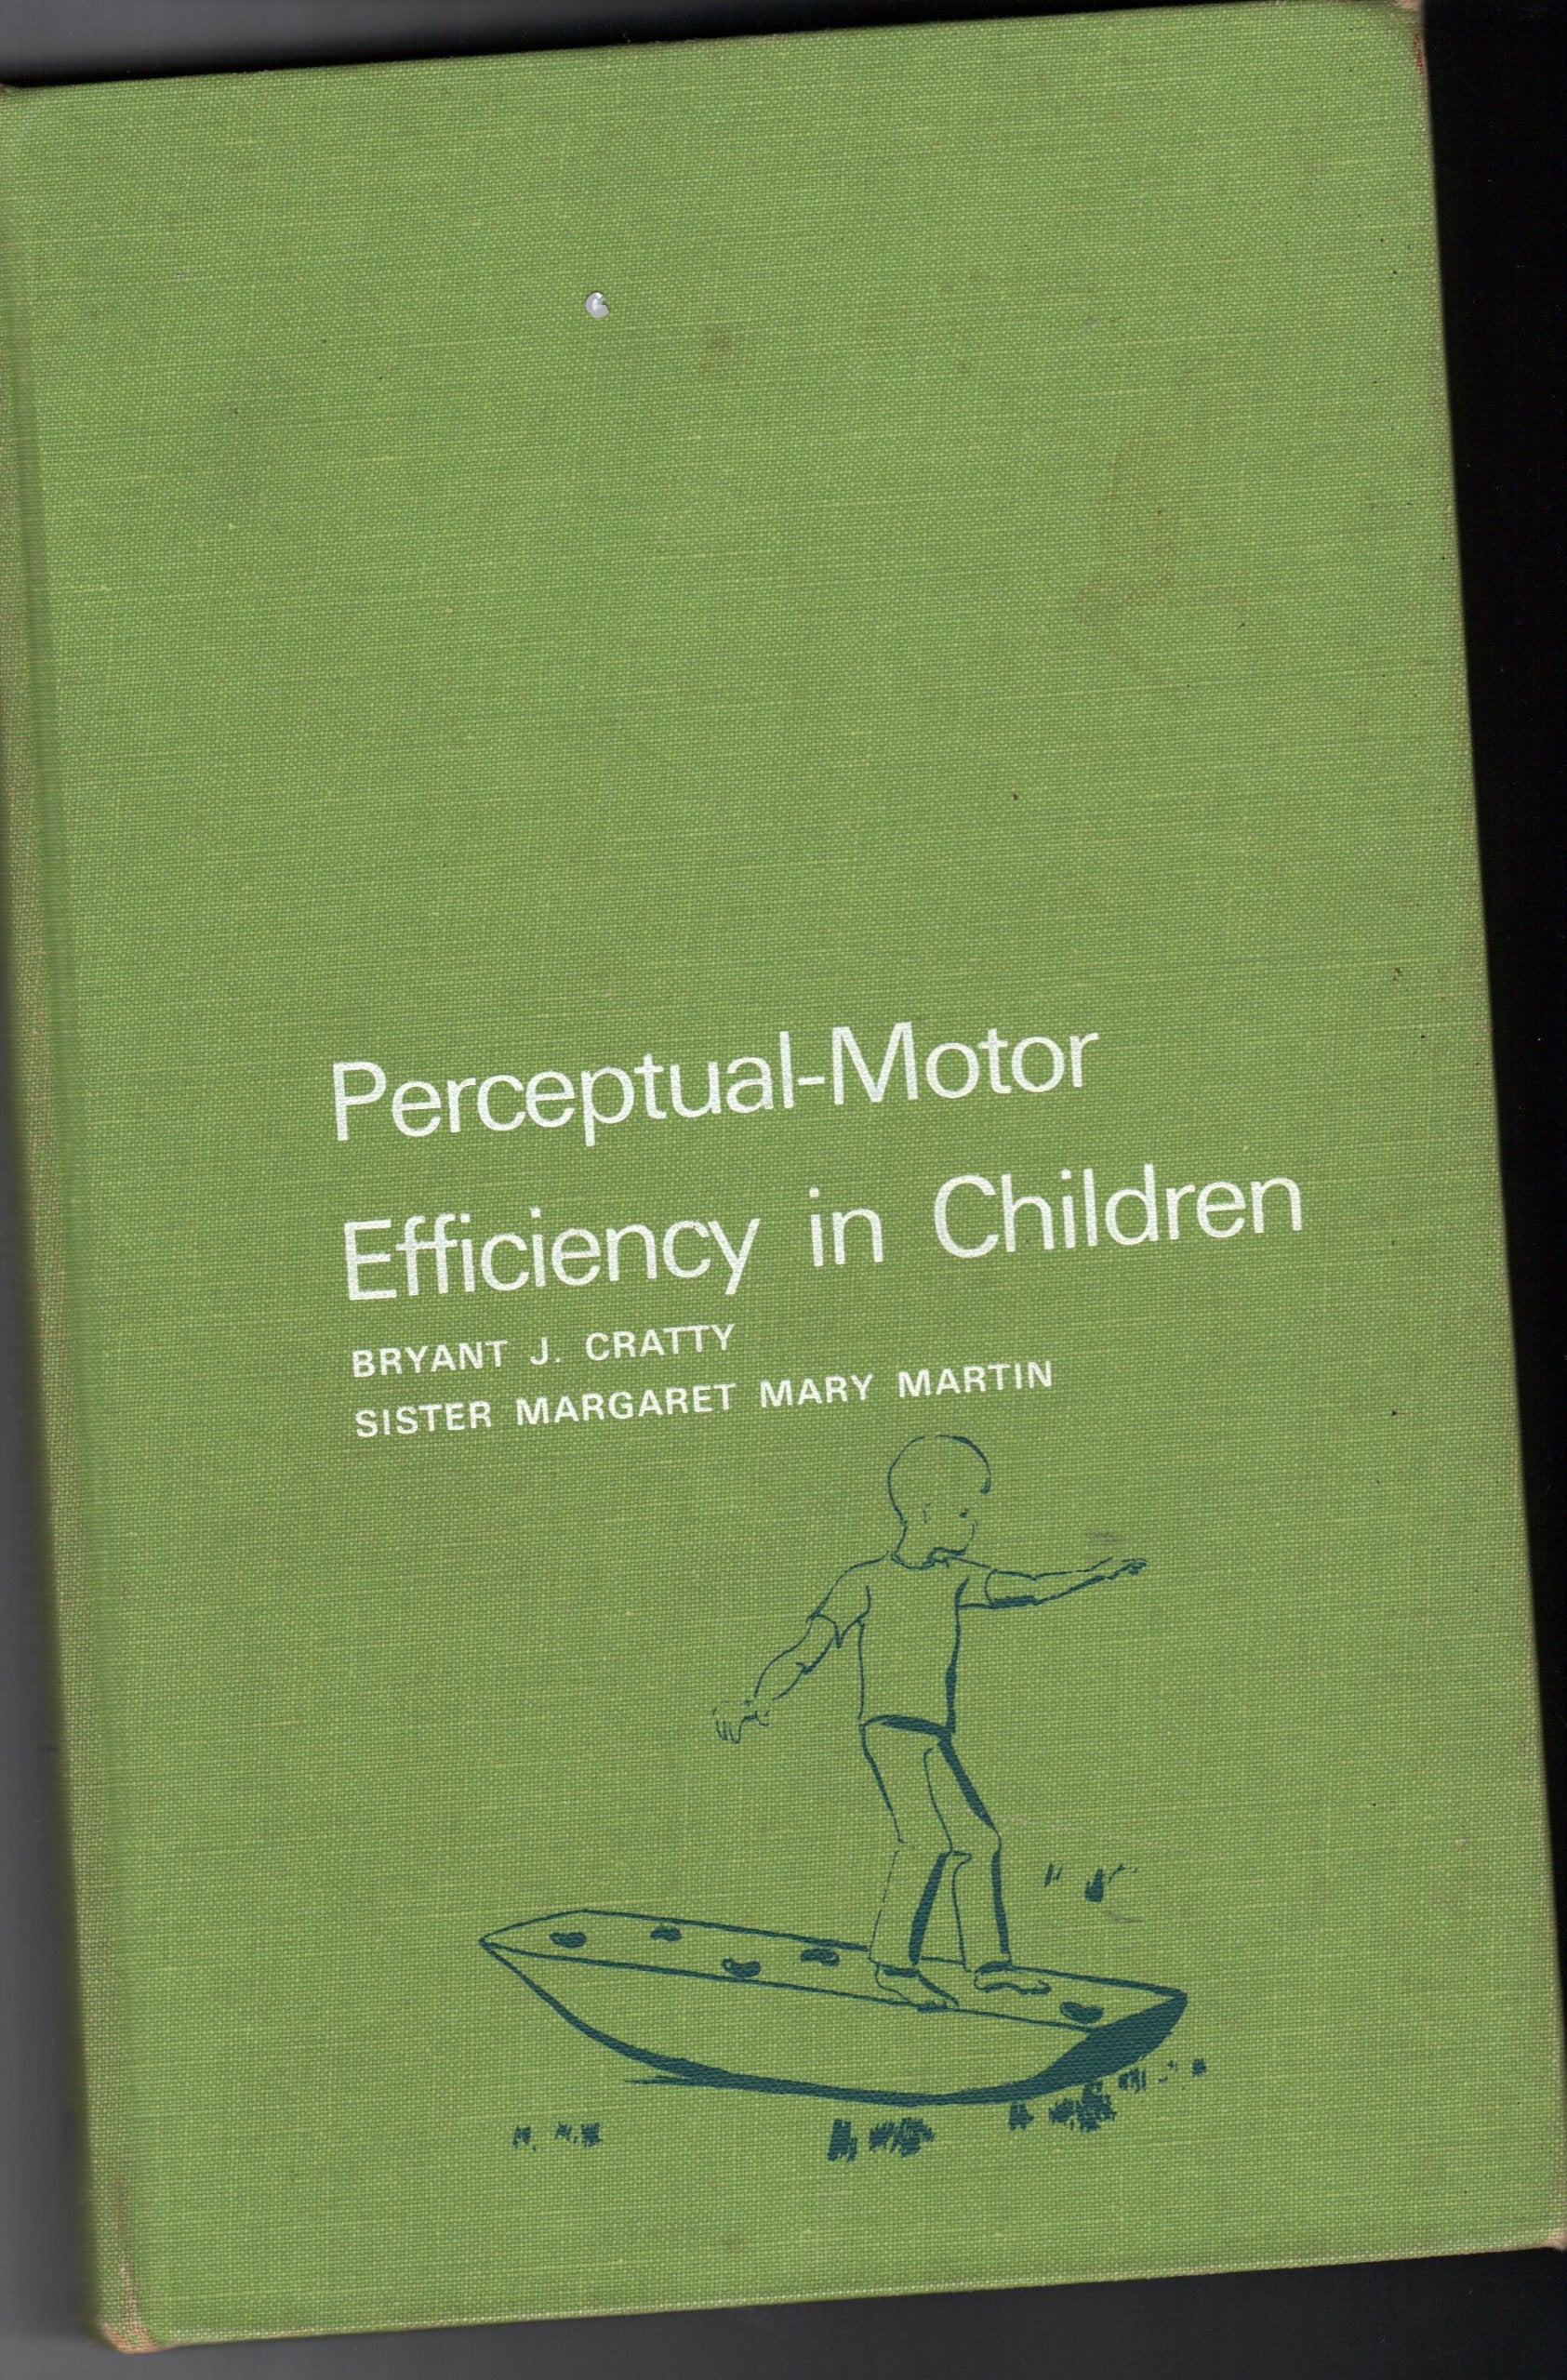 Perceptual-Motor
Efficiency in Children
BRYANT J. CRATTY
SISTER MARGARET MARY MARTIN